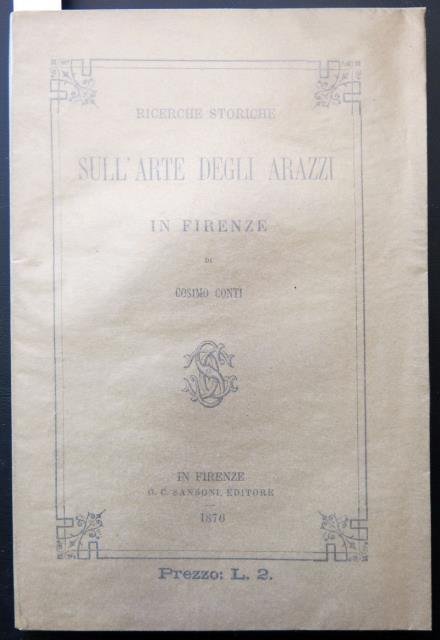 RICERCHE STORICHE
SULL'ARTE DEGLI ARAZZI
IN FIRENZE
DI
COSIMO CONTI
IN FIRENZE
G. C. SANSONI, EDITORE
1876
Prezzo: L. 2.